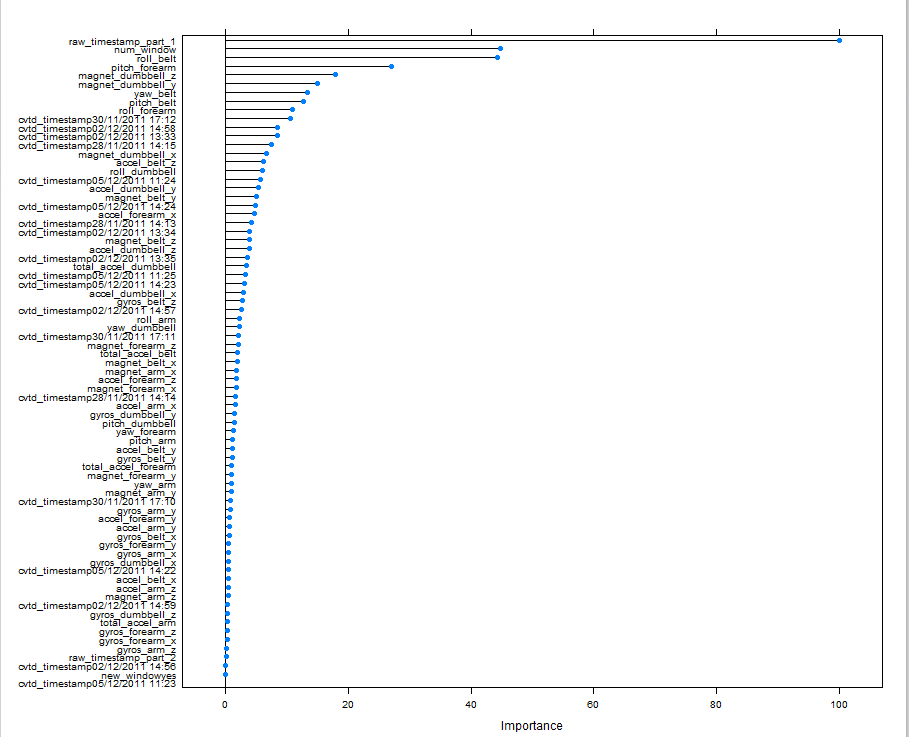 raw_timestamp_part_1
num_window
roll_belt
pitch_forearm
magnet_dumbbell_z
magnet_dumbbell_y
yaw_belt
pitch_belt
roll_forearm
cvtd_timestamp30/11/2011 17:12
cvtd_timestamp02/12/2011 14:58
cvtd_timestamp02/12/2011 13:33
cvtd_timestamp28/11/2011 14:15
magnet_dumbbell_x
accel_belt_z
roll_dumbbell
cvtd_timestamp05/12/2011 11:24
accel_dumbbell_y
magnet_belt_y
cvtd_timestamp05/12/2011 14:24
accel_forearm_x
cvtd_timestamp28/11/2011 14:13
cvtd_timestamp02/12/2011 13:34
magnet_belt_z
accel_dumbbell_z
cvtd_timestamp02/12/2011 13:35
total_accel_dumbbell
cvtd_timestamp05/12/2011 11:25
cvtd_timestamp05/12/2011 14:23
accel_dumbbell_x
gyros_belt_z
cvtd_timestamp02/12/2011 14:57
roll_arm
yaw_dumbbell
cvtd_timestamp30/11/2011 17:11
magnet_forearm_z
total_accel_belt
magnet_belt_x
magnet_arm_x
accel_forearm_z
magnet_forearm_x
cvtd_timestamp28/11/2011 14:14
accel_arm_x
gyros_dumbbell_y
pitch_dumbbell
yaw_forearm
pitch_arm
accel_belt_y
gyros_belt_y
total_accel_forearm
magnet_forearm_y
yaw_arm
magnet_arm_y
cvtd_timestamp30/11/2011 17:10
gyros_arm_y
accel_forearm_y
accel_arm_y
gyros_belt_x
gyros_forearm_y
gyros_arm_x
gyros_dumbbell_x
cvtd_timestamp05/12/2011 14:22
accel_belt_x
accel_arm_z
magnet_arm_z
cvtd_timestamp02/12/2011 14:59
gyros_dumbbell_z
total_accel_arm
gyros_forearm_z
gyros_forearm_x
gyros_arm_z
raw_timestamp_part_2
cvtd_timestamp02/12/2011 14:56
new_windowyes
cvtd_timestamp05/12/2011 11:23
0 20 40 60 80 100
Importance